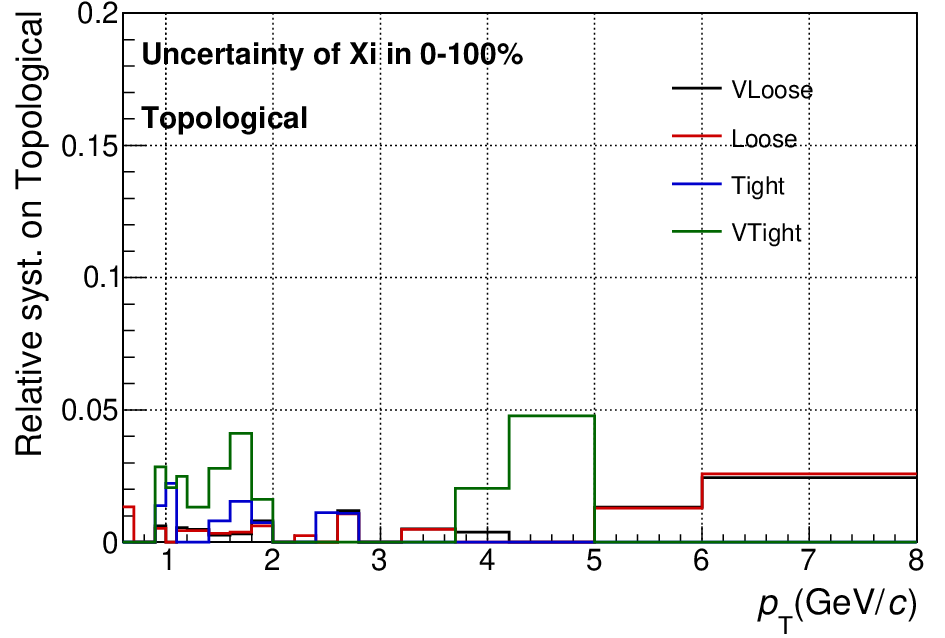 Uncertainty of Xi in 0-100%
Topological
VLoose
Loose
Tight
VTight
Relative syst. on Topological
0.2
0.15
0.1
0.05
0
1 2 3 4 5 6 7 8
pT(GeV/c)